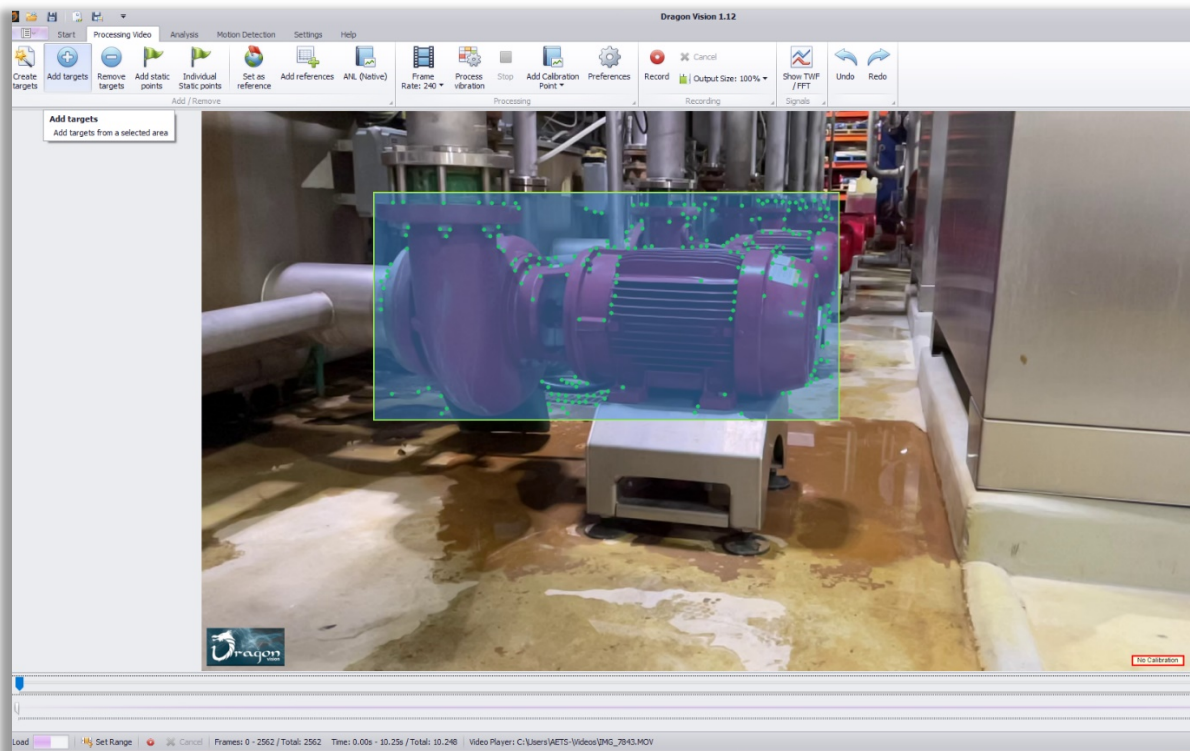 Dragon Vision 1.12
Start Processing Video Analysis Motion Detection Settings Help
Create targets
Add targets
Remove targets
Add static points
Individual Static points
Set as reference
Add references
ANL (Native)
Frame Rate: 240
Process vibration
Stop
Add Calibration Point
Preferences
Record
Cancel
Output Size: 100%
Show TWF / FFT
Undo
Redo
Add / Remove
Processing
Recording
Signals
Add targets
Add targets from a selected area
Dragon
VISION
No Calibration
Load Set Range Cancel Frames: 0 - 2562 / Total: 2562 Time: 0.00s - 10.25s / Total: 10.248 Video Player: C:\Users\AETS-\Videos\IMG_7843.MOV